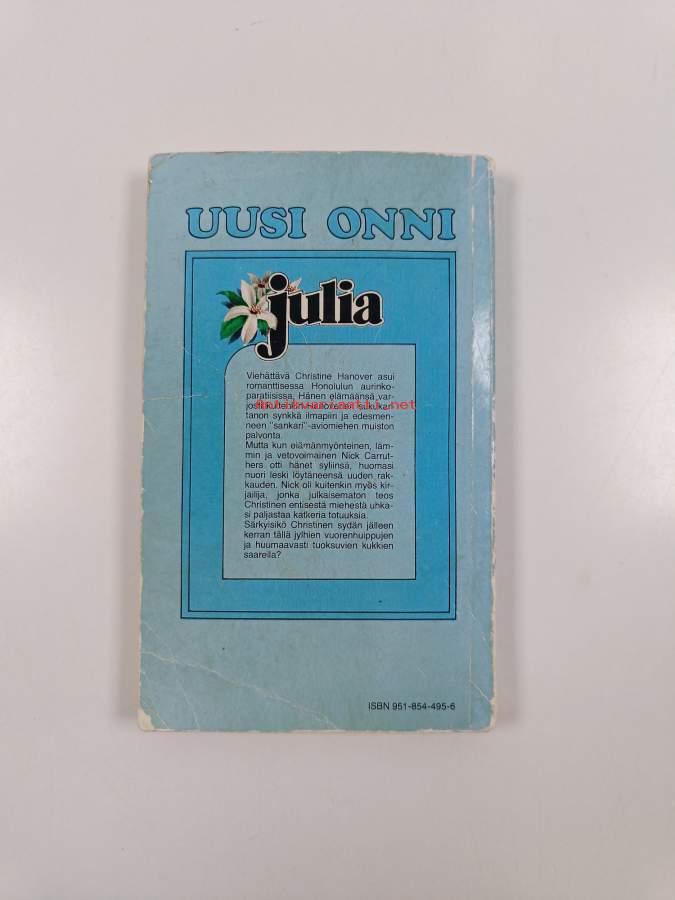 UUSI ONNI
julia
Viehättävä Christine Hanover asui
romanttisessa Honolulun aurinko-
paratiisissa. Hänen elämäänsä var-
antikvariaatti.net
tanon synkkä ilmapiiri ja edesmen-
neen "sankari"-aviomiehen muiston
palvonta.
Mutta kun elämänmyönteinen, läm-
min ja vetovoimainen Nick Carrut-
hers otti hänet syliinsä, huomasi
nuori leski löytäneensä uuden rak-
kauden. Nick oli kuitenkin myös kir-
jailija, jonka julkaisematon teos
Christinen entisestä miehestä uhka-
si paljastaa katkeria totuuksia.
Särkyisikö Christinen sydän jälleen
kerran tällä jylhien vuorenhuippujen
ja huumaavasti tuoksuvien kukkien
saarella?
ISBN 951-854-495-6